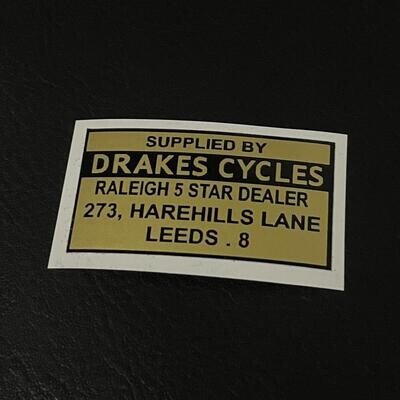 SUPPLIED BY
DRAKES CYCLES
RALEIGH 5 STAR DEALER
273, HAREHILLS LANE
LEEDS . 8